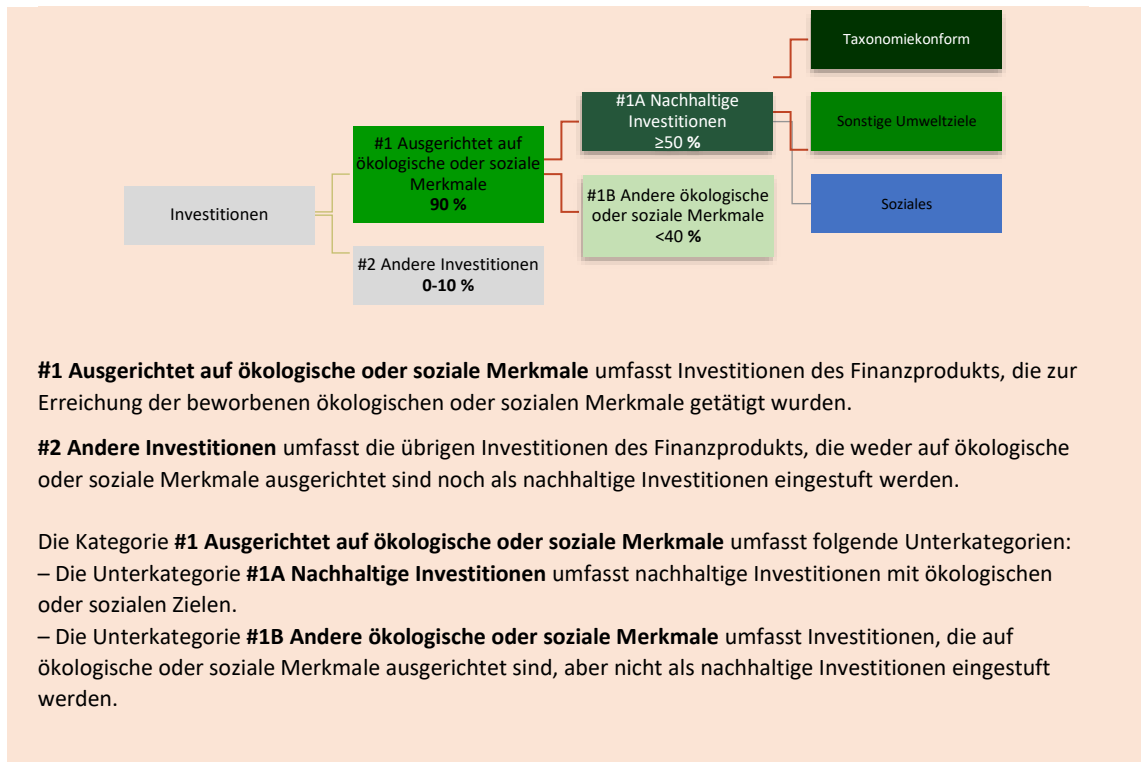 Taxonomiekonform
#1A Nachhaltige
Investitionen
≥50 %
Sonstige Umweltziele
#1 Ausgerichtet auf
ökologische oder soziale
Merkmale
90 %
#1B Andere ökologische
oder soziale Merkmale
<40 %
Soziales
Investitionen
#2 Andere Investitionen
0-10 %
#1 Ausgerichtet auf ökologische oder soziale Merkmale umfasst Investitionen des Finanzprodukts, die zur
Erreichung der beworbenen ökologischen oder sozialen Merkmale getätigt wurden.
#2 Andere Investitionen umfasst die übrigen Investitionen des Finanzprodukts, die weder auf ökologische
oder soziale Merkmale ausgerichtet sind noch als nachhaltige Investitionen eingestuft werden.
Die Kategorie #1 Ausgerichtet auf ökologische oder soziale Merkmale umfasst folgende Unterkategorien:
– Die Unterkategorie #1A Nachhaltige Investitionen umfasst nachhaltige Investitionen mit ökologischen
oder sozialen Zielen.
– Die Unterkategorie #1B Andere ökologische oder soziale Merkmale umfasst Investitionen, die auf
ökologische oder soziale Merkmale ausgerichtet sind, aber nicht als nachhaltige Investitionen eingestuft
werden.